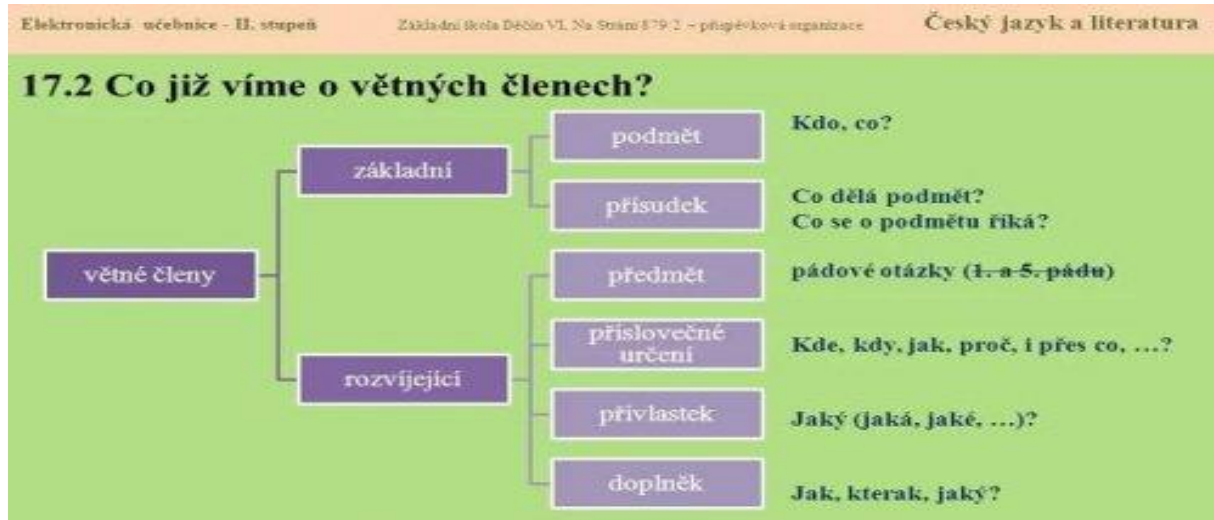 Elektronická učebnice - II. stupeň
Základní škola Děčín VI, Na Stráni 879/2 – příspěvková organizace
Český jazyk a literatura
17.2 Co již víme o větných členech?
větné členy
základní
podmět
Kdo, co?
přísudek
Co dělá podmět?
Co se o podmětu říká?
rozvíjející
předmět
pádové otázky (1. a 5. pádu)
příslovečné
určení
Kde, kdy, jak, proč, i přes co, …?
přívlastek
Jaký (jaká, jaké, …)?
doplněk
Jak, kterak, jaký?